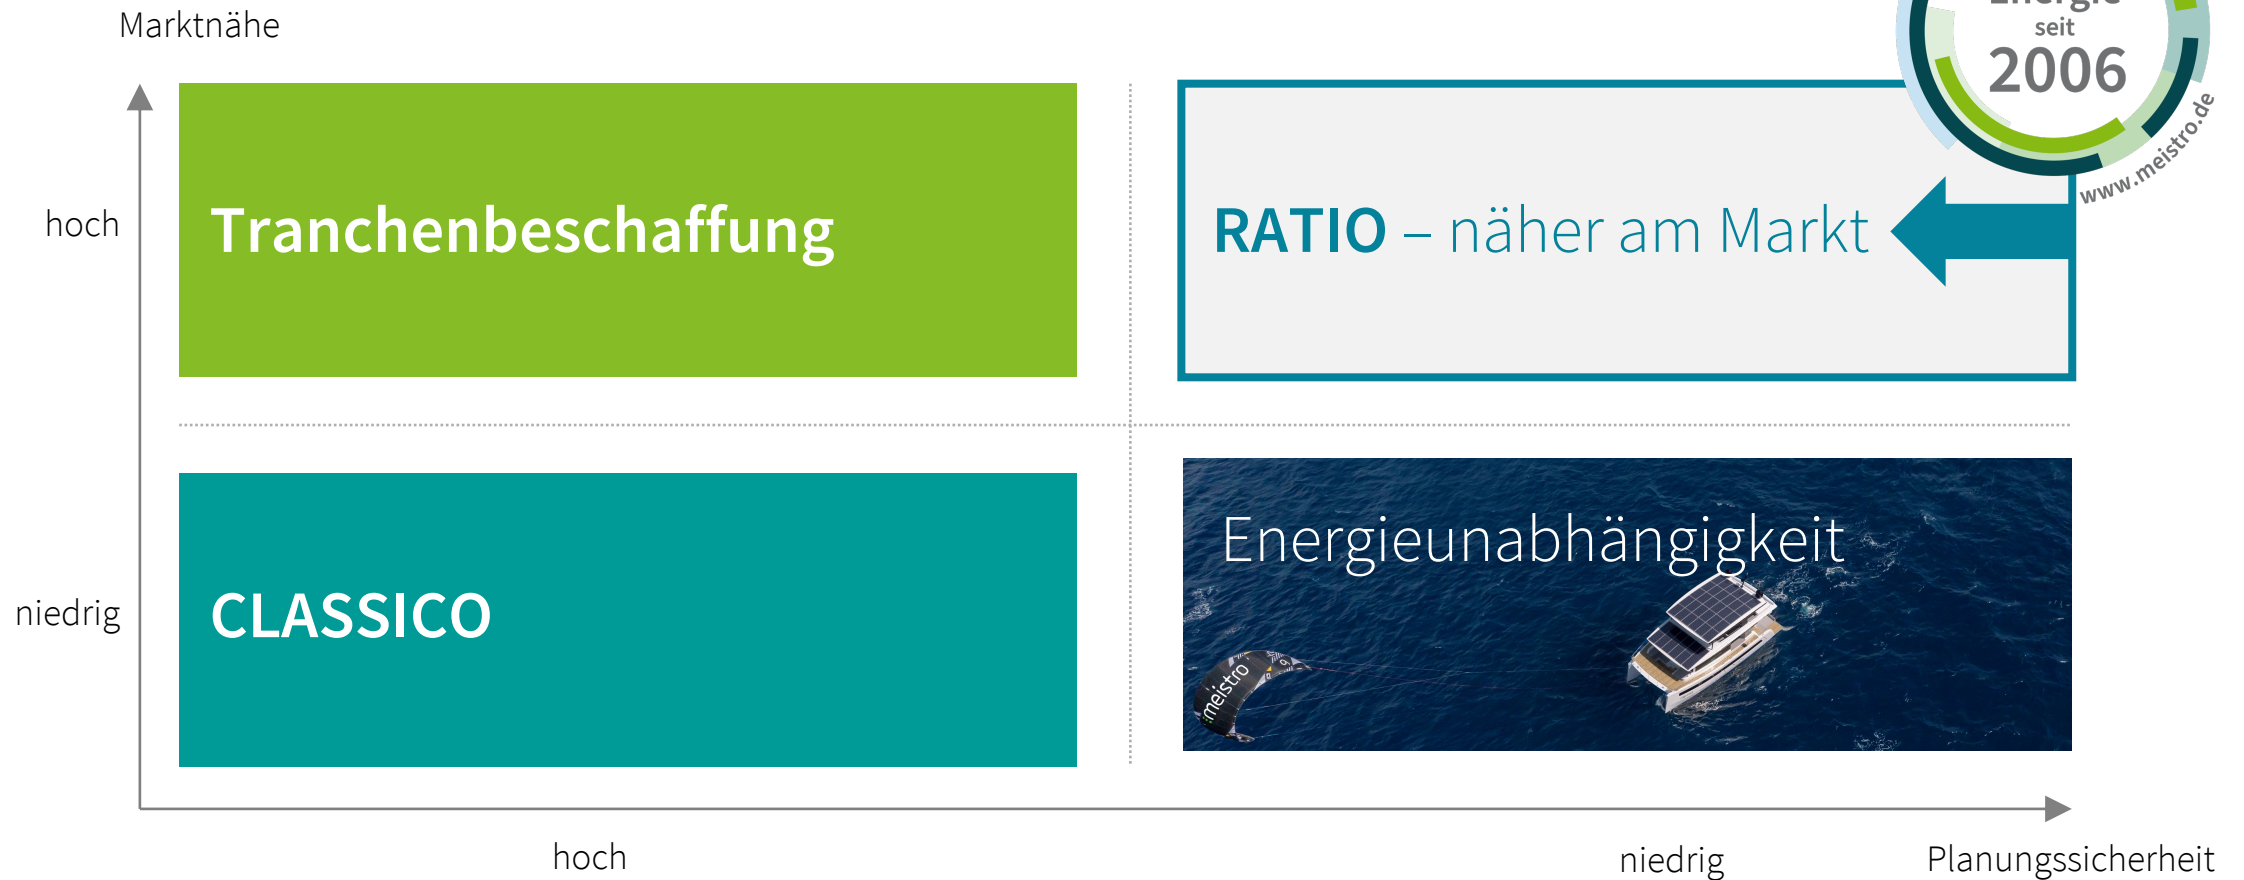 Marktnähe
Energie
seit
2006
www.meistro.de
hoch
Tranchenbeschaffung
RATIO – näher am Markt
niedrig
CLASSICO
Energieunabhängigkeit
meistro
hoch
niedrig
Planungssicherheit